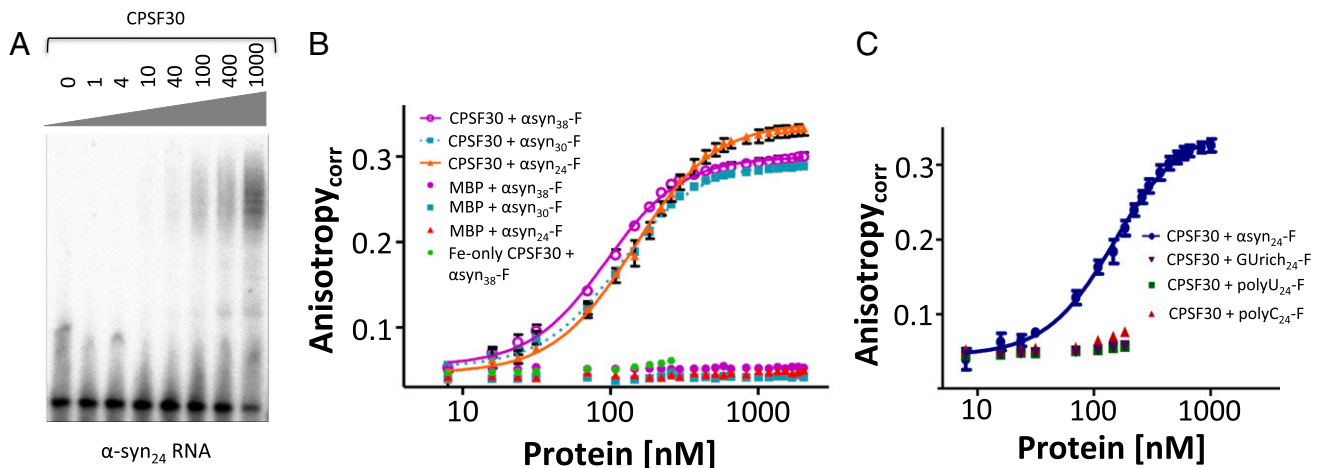 A
CPSF30
0 1 4 10 40 100 400 1000
α-syn24 RNA
B
Anisotropycorr
0.3
0.2
0.1
CPSF30 + αsyn38-F
CPSF30 + αsyn30-F
CPSF30 + αsyn24-F
MBP + αsyn38-F
MBP + αsyn30-F
MBP + αsyn24-F
Fe-only CPSF30 +
αsyn38-F
10 100 1000
Protein [nM]
C
Anisotropycorr
0.3
0.2
0.1
CPSF30 + αsyn24-F
CPSF30 + GUrich24-F
CPSF30 + polyU24-F
CPSF30 + polyC24-F
10 100 1000
Protein [nM]